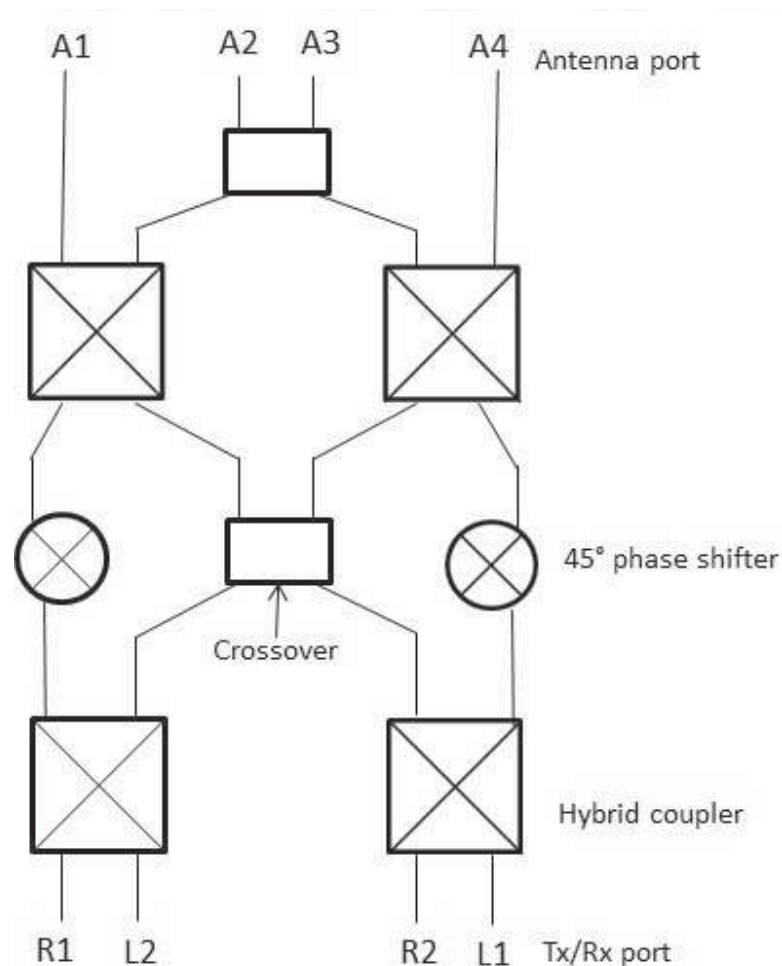 A1 A2 A3 A4 Antenna port
45° phase shifter
Crossover
Hybrid coupler
R1 L2 R2 L1 Tx/Rx port